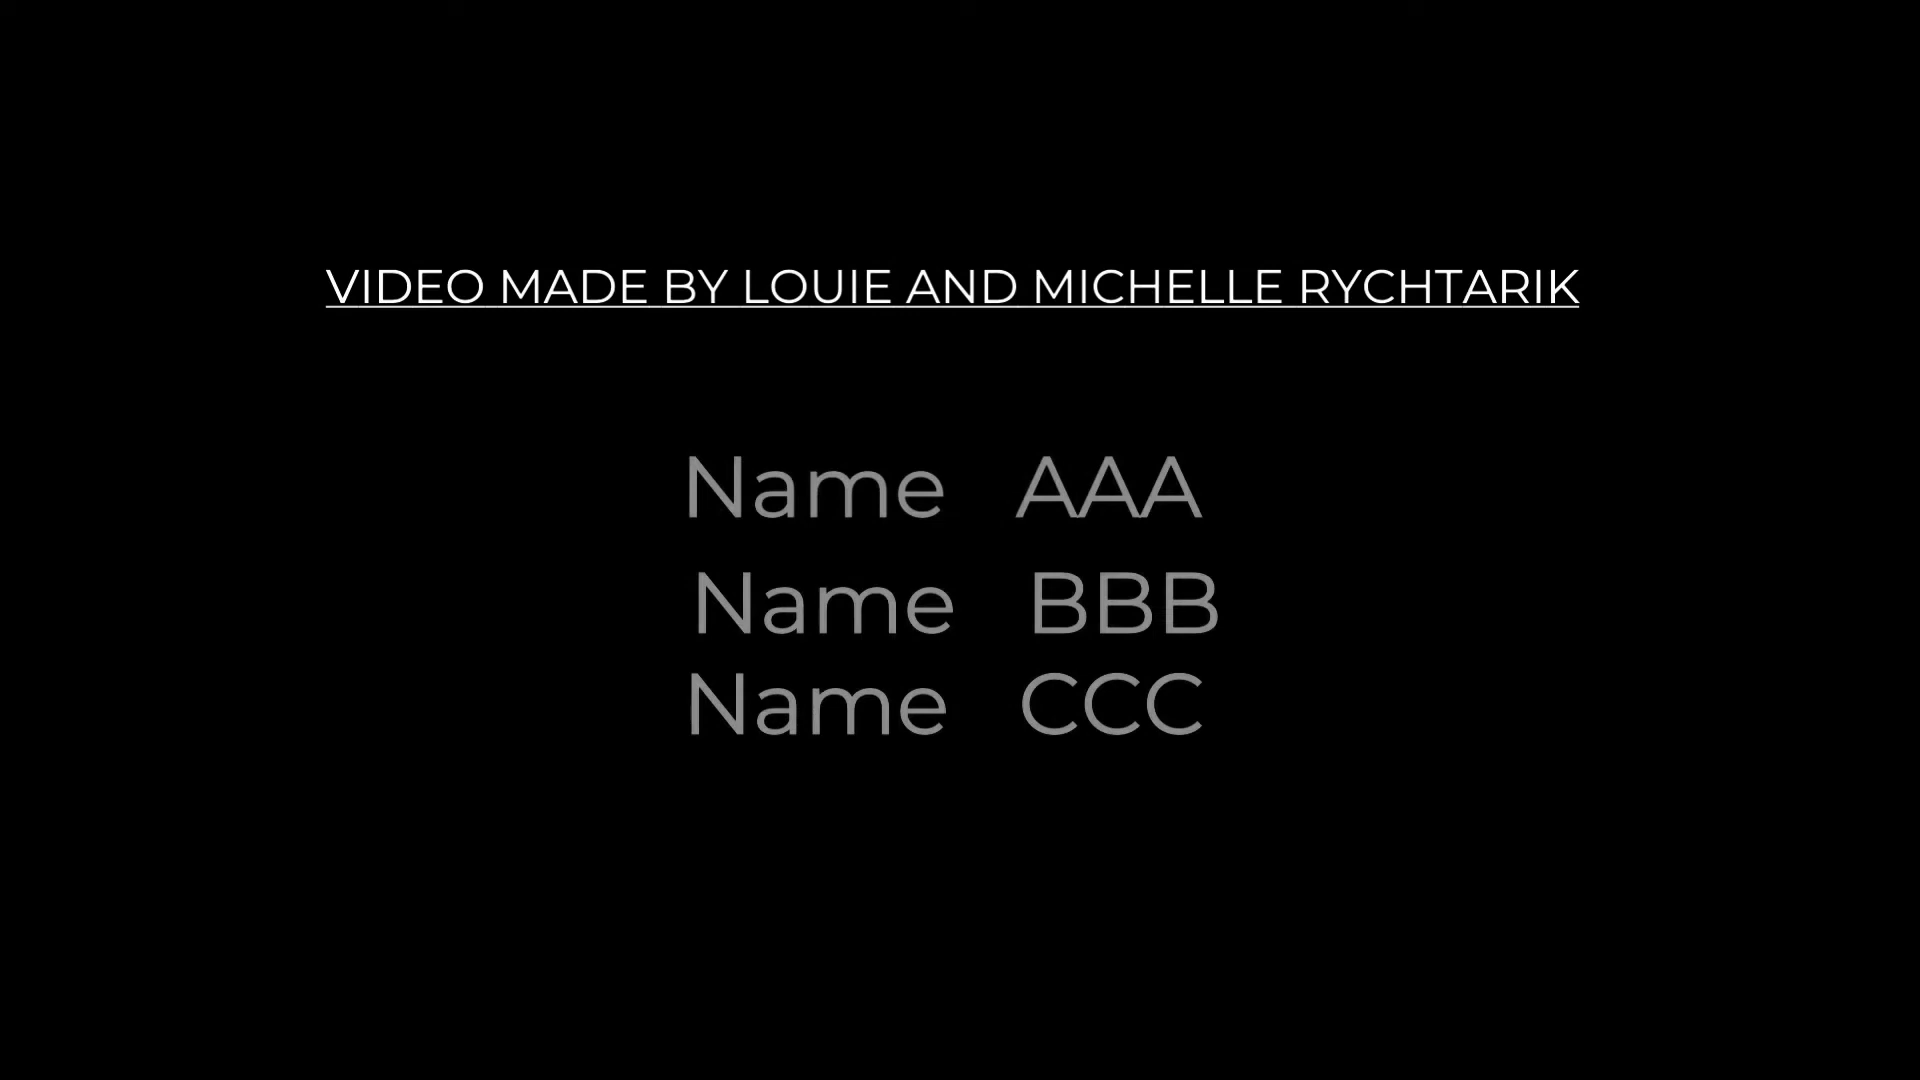 VIDEO MADE BY LOUIE AND MICHELLE RYCHTARIK
Name AAA
Name BBB
Name CCC